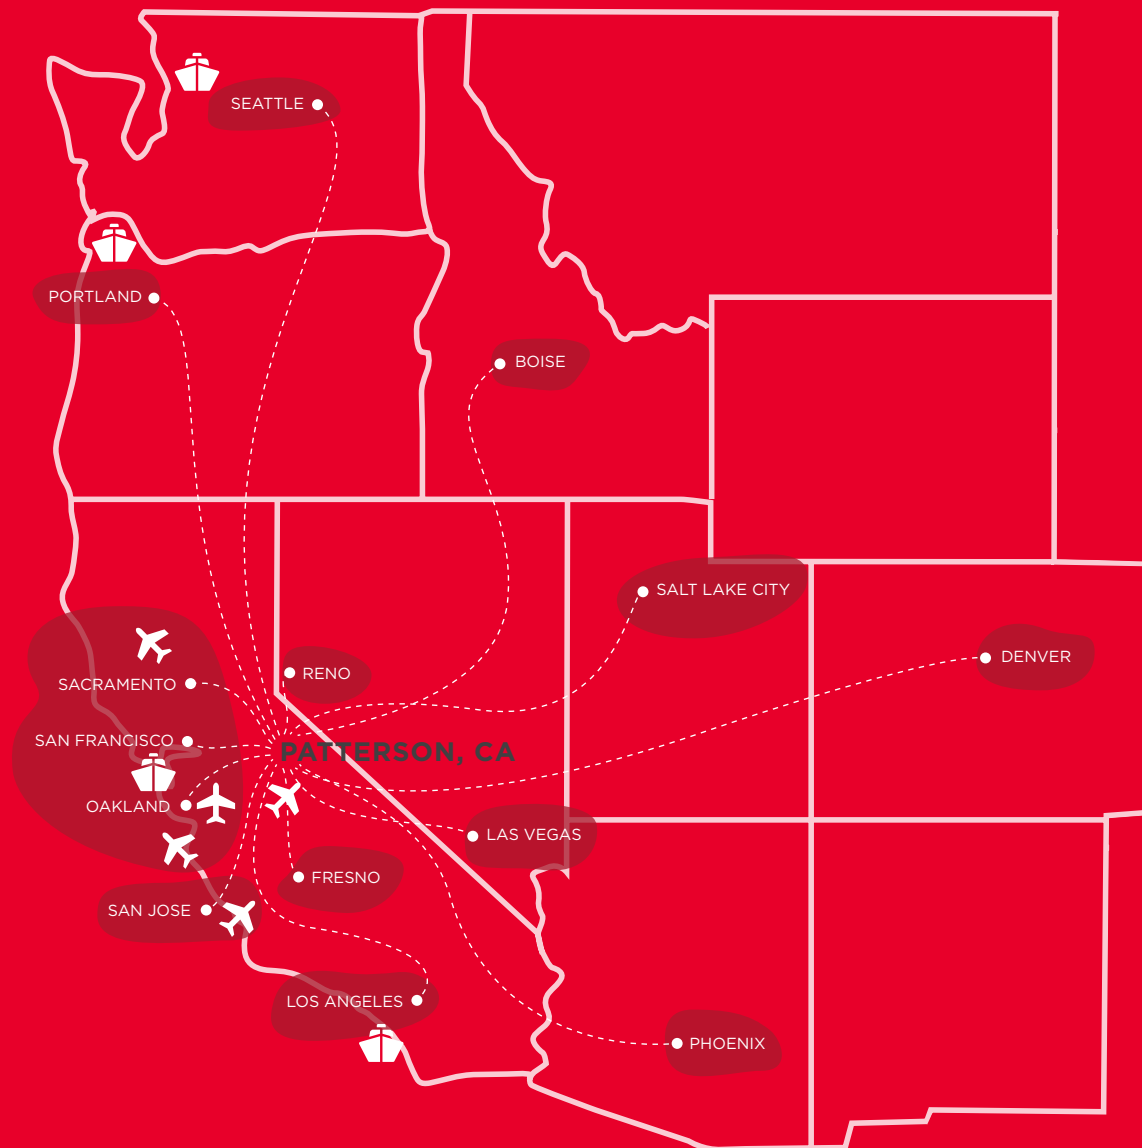 SEATTLE
PORTLAND
BOISE
SALT LAKE CITY
DENVER
RENO
SACRAMENTO
SAN FRANCISCO
PATTERSON, CA
OAKLAND
LAS VEGAS
FRESNO
SAN JOSE
LOS ANGELES
PHOENIX